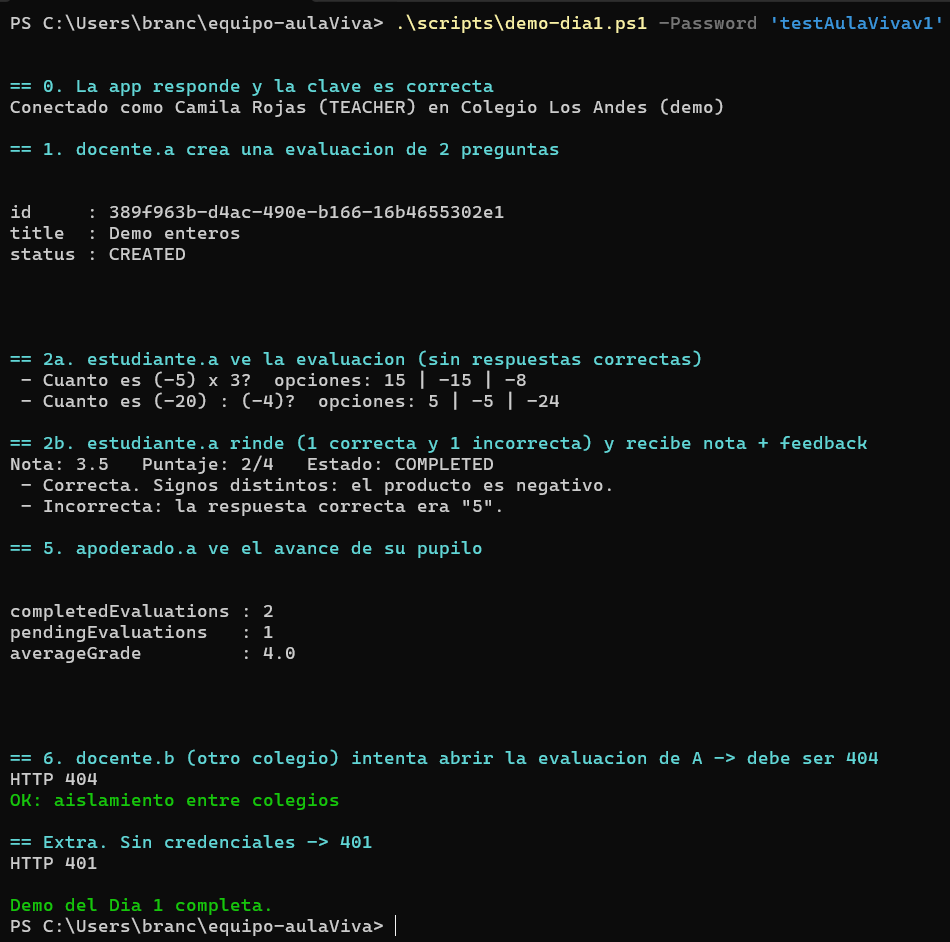 PS C:\Users\branc\equipo-aulaViva> .\scripts\demo-dia1.ps1 -Password 'testAulaVivav1'
== 0. La app responde y la clave es correcta
Conectado como Camila Rojas (TEACHER) en Colegio Los Andes (demo)
== 1. docente.a crea una evaluacion de 2 preguntas
id     : 389f963b-d4ac-490e-b166-16b4655302e1
title  : Demo enteros
status : CREATED
== 2a. estudiante.a ve la evaluacion (sin respuestas correctas)
 - Cuanto es (-5) x 3?  opciones: 15 | -15 | -8
 - Cuanto es (-20) : (-4)?  opciones: 5 | -5 | -24
== 2b. estudiante.a rinde (1 correcta y 1 incorrecta) y recibe nota + feedback
Nota: 3.5   Puntaje: 2/4   Estado: COMPLETED
 - Correcta. Signos distintos: el producto es negativo.
 - Incorrecta: la respuesta correcta era "5".
== 5. apoderado.a ve el avance de su pupilo
completedEvaluations : 2
pendingEvaluations   : 1
averageGrade         : 4.0
== 6. docente.b (otro colegio) intenta abrir la evaluacion de A -> debe ser 404
HTTP 404
OK: aislamiento entre colegios
== Extra. Sin credenciales -> 401
HTTP 401
Demo del Dia 1 completa.
PS C:\Users\branc\equipo-aulaViva>